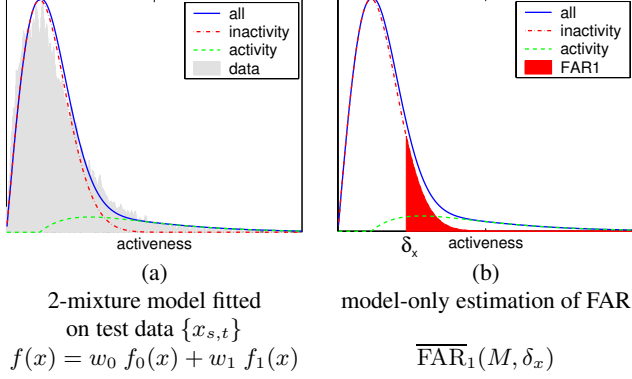 all
inactivity
activity
data
activeness
(a)
2-mixture model fitted
on test data {x_{s,t}}
f(x) = w_0 f_0(x) + w_1 f_1(x)
all
inactivity
activity
FAR1
δ_x
activeness
(b)
model-only estimation of FAR
\overline{FAR}_1(M, δ_x)